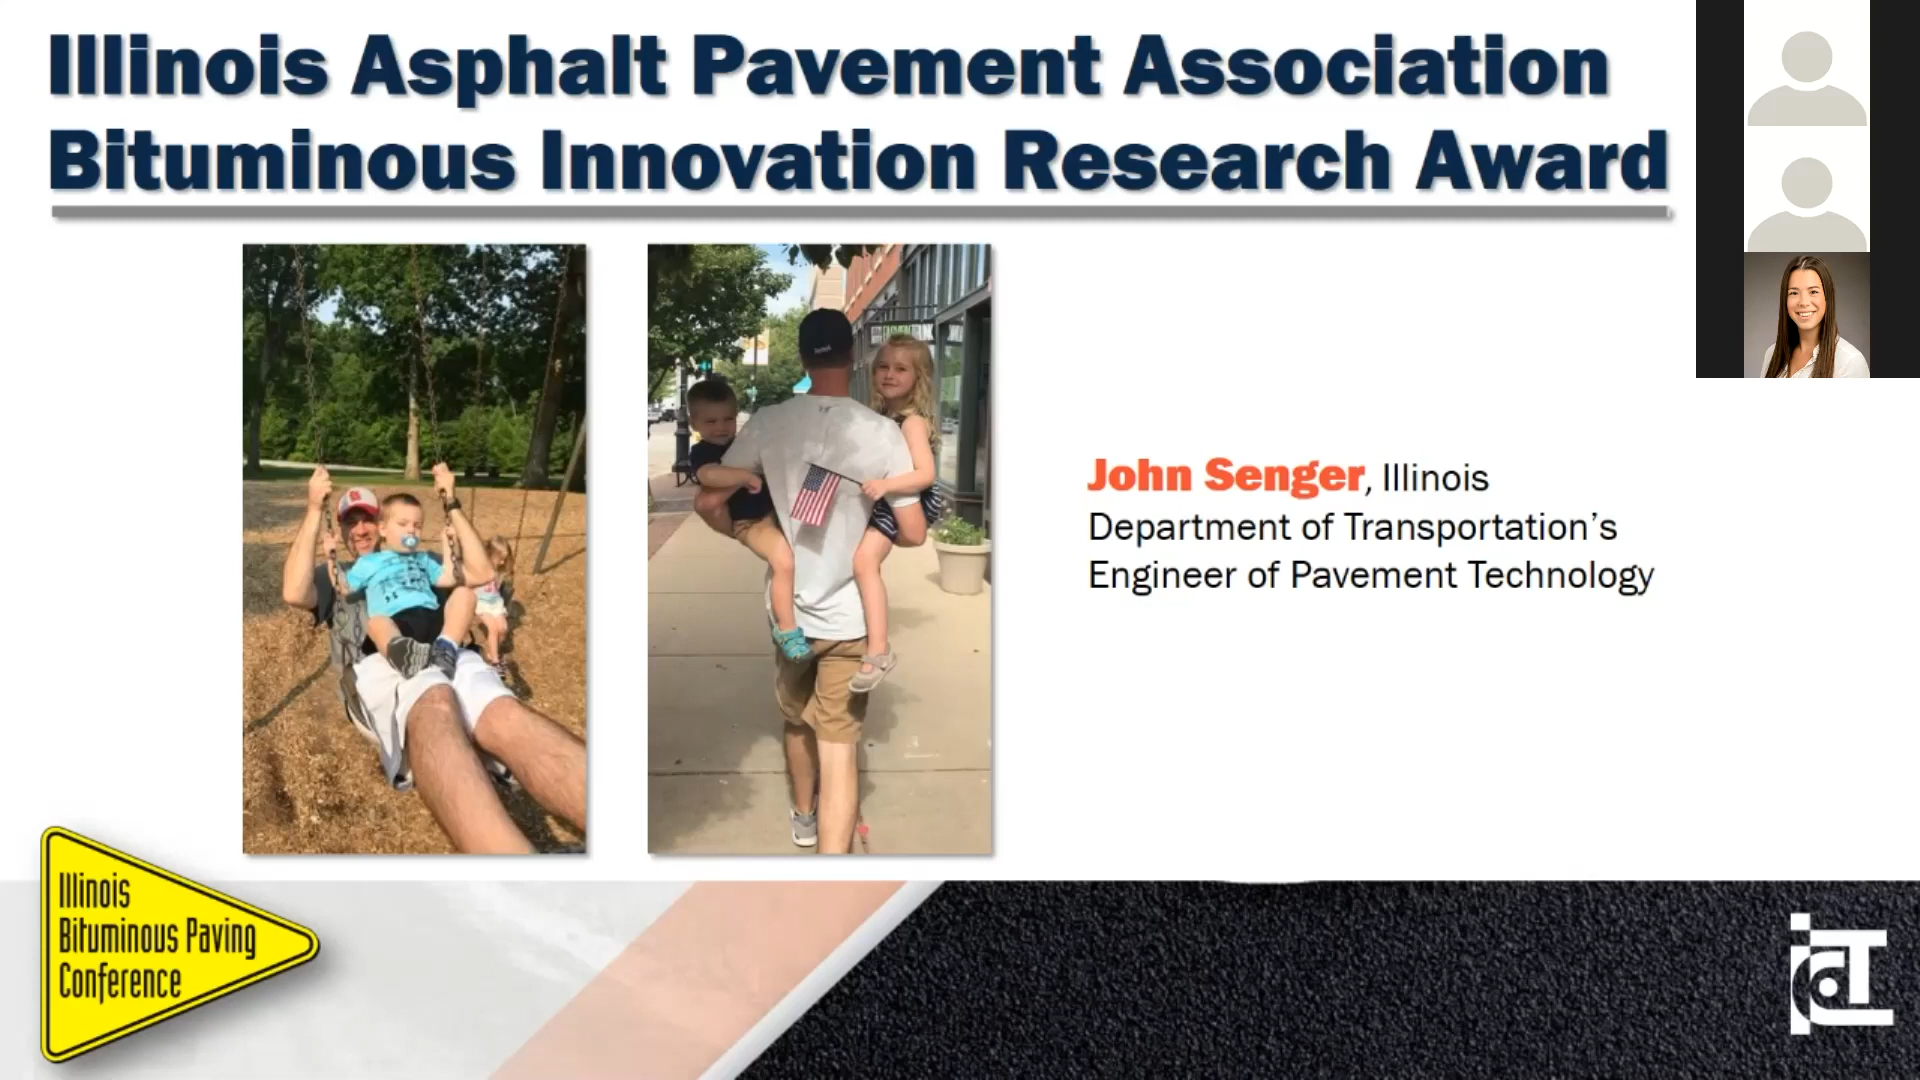 Illinois Asphalt Pavement Association
Bituminous Innovation Research Award
John Senger, Illinois
Department of Transportation’s
Engineer of Pavement Technology
Illinois
Bituminous Paving
Conference
ICT